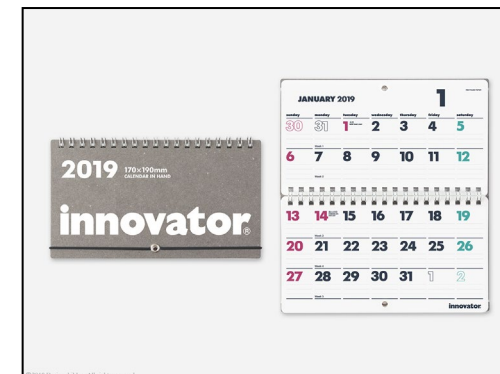 2019 170×190mm
CALENDAR IN HAND
innovator®
JANUARY 2019 1
sunday monday tuesday wednesday thursday friday saturday
30 31 1 2 3 4 5
6 7 8 9 10 11 12
13 14 15 16 17 18 19
20 21 22 23 24 25 26
27 28 29 30 31 1 2
innovator